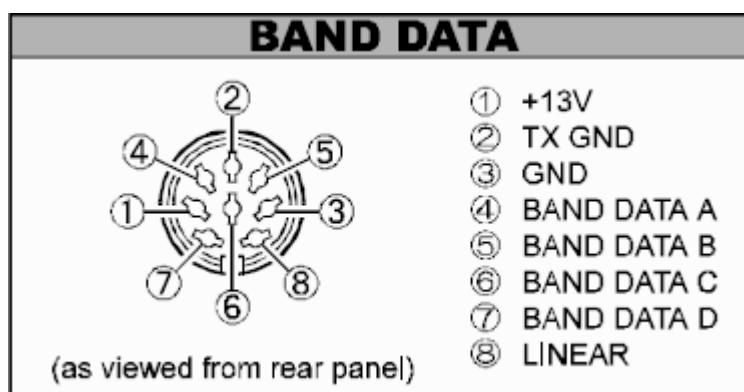 BAND DATA
②
④
⑤
①
③
⑦
⑧
⑥
(as viewed from rear panel)
① +13V
② TX GND
③ GND
④ BAND DATA A
⑤ BAND DATA B
⑥ BAND DATA C
⑦ BAND DATA D
⑧ LINEAR